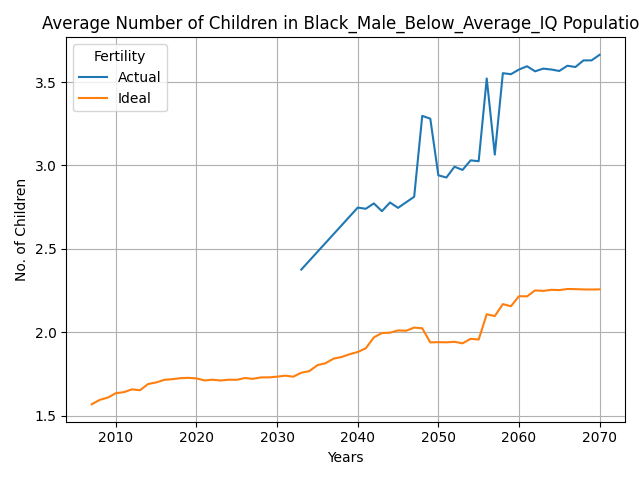 Average Number of Children in Black_Male_Below_Average_IQ Populatio
Fertility
Actual
Ideal
No. of Children
3.5
3.0
2.5
2.0
1.5
2010 2020 2030 2040 2050 2060 2070
Years